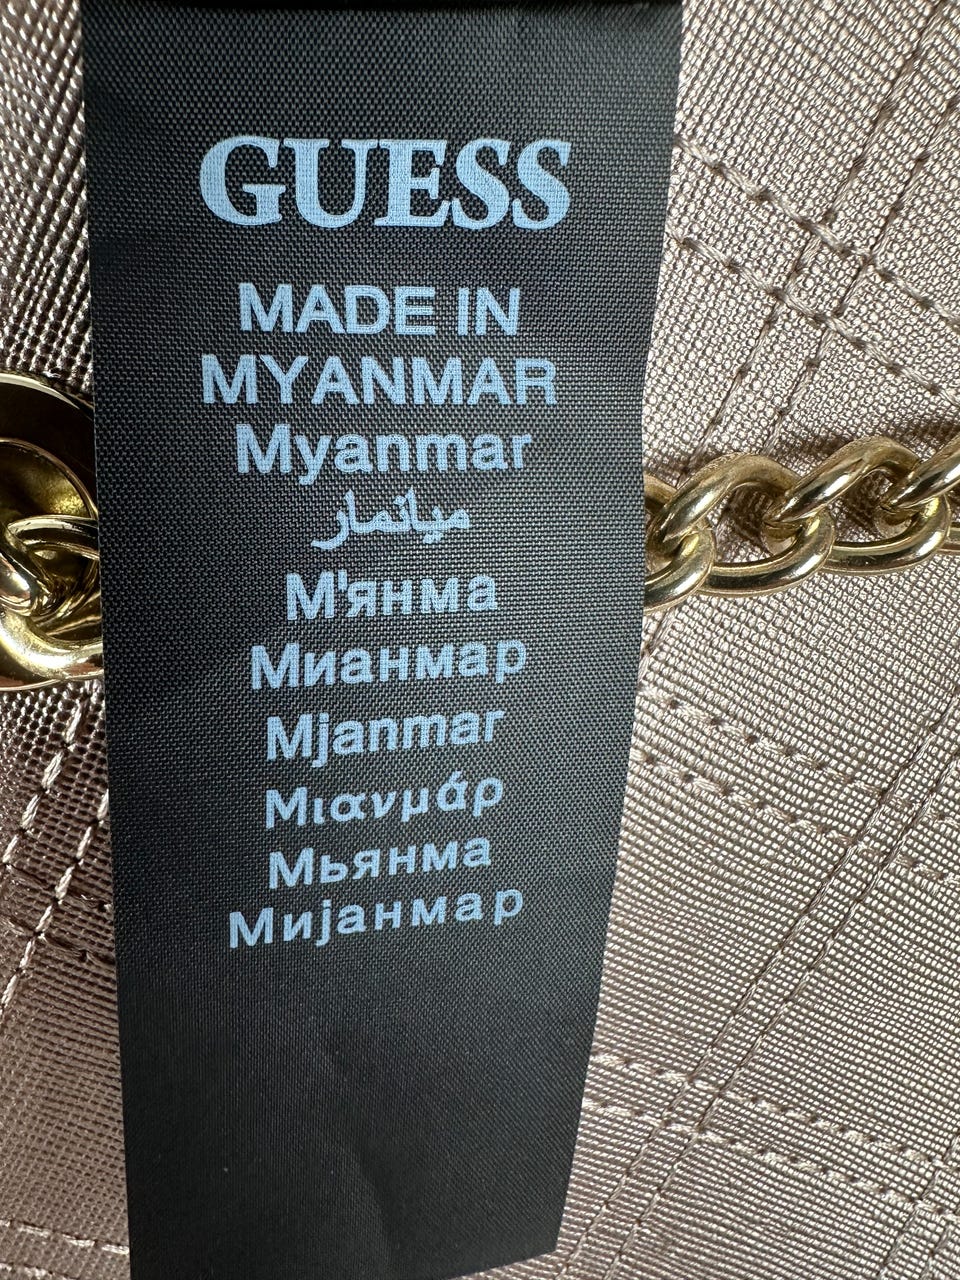 GUESS
MADE IN
MYANMAR
Myanmar
ميانمار
М'янма
Мианмар
Mjanmar
Μιανμάρ
Мьянма
Мијанмар